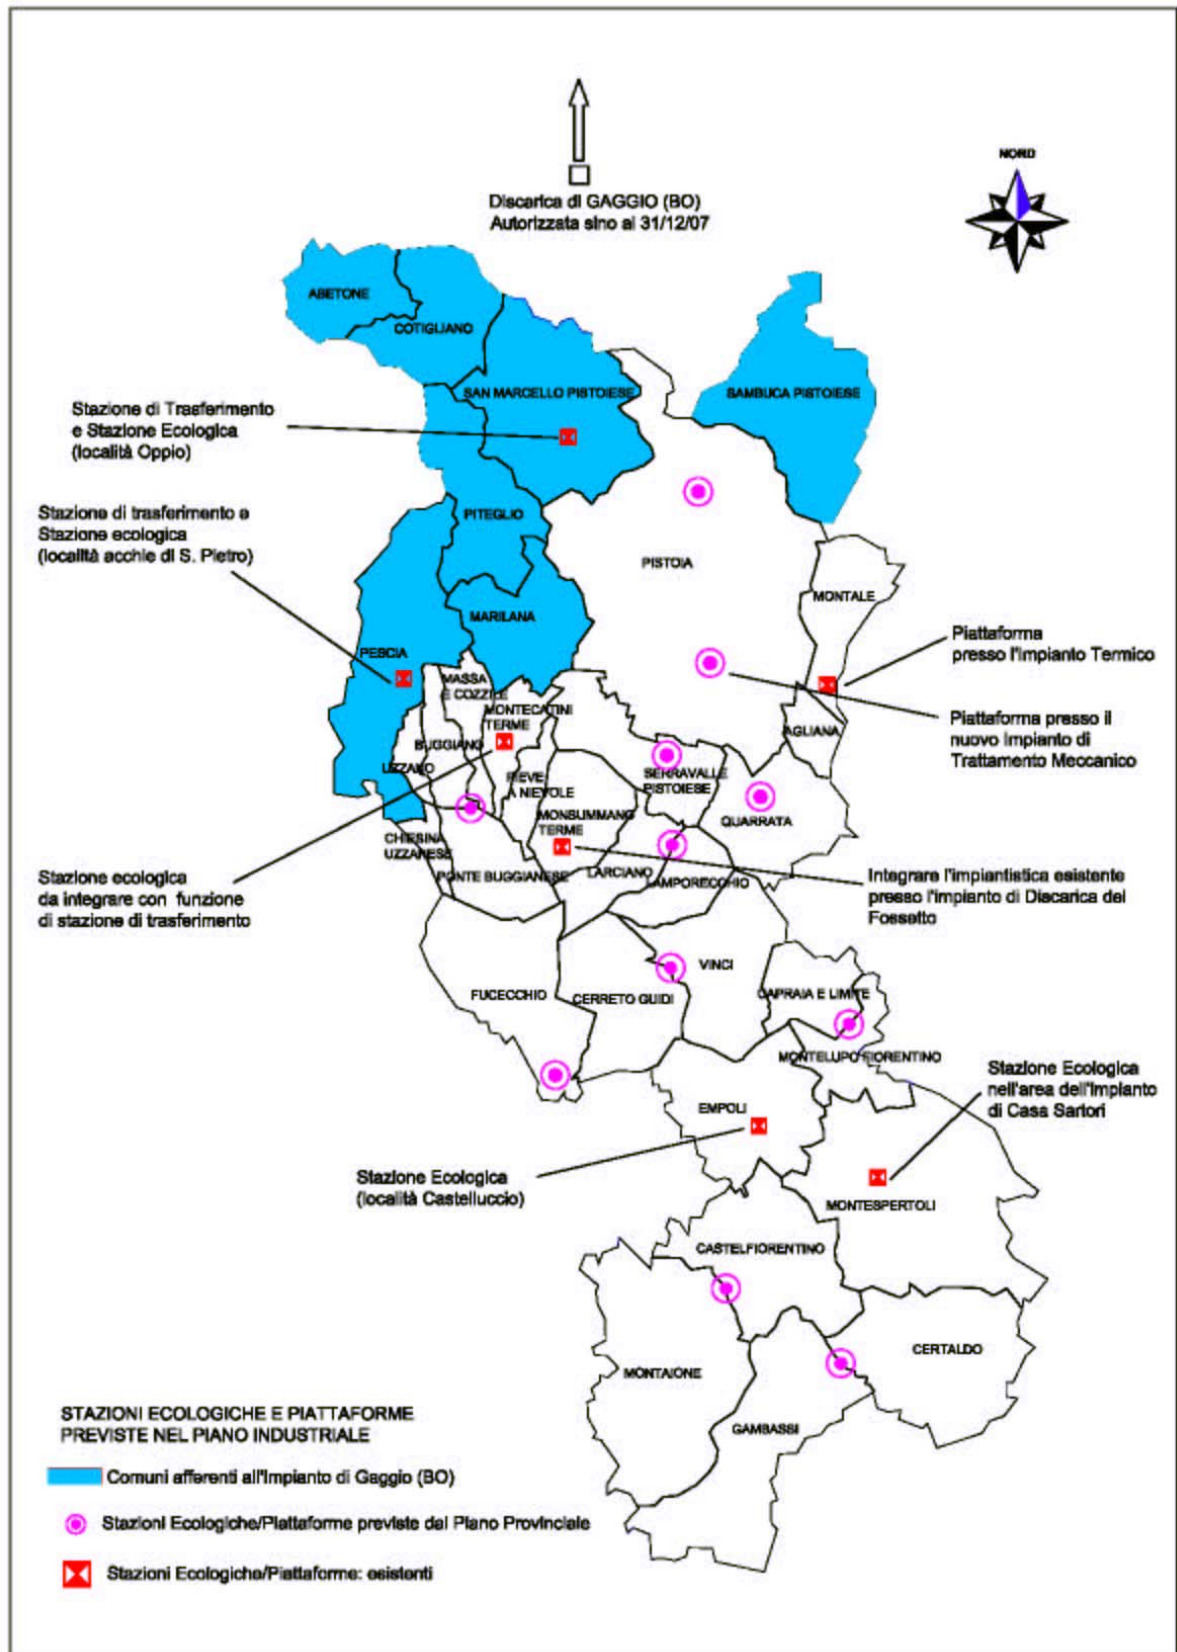 NORD
Discarica di GAGGIO (BO)
Autorizzata sino al 31/12/07
ABETONE
COTIGLIANO
SAN MARCELLO PISTOIESE
SAMBUCA PISTOIESE
Stazione di Trasferimento
e Stazione Ecologica
(località Oppio)
Stazione di trasferimento e
Stazione ecologica
(località acchie di S. Pietro)
PITEGLIO
PISTOIA
MONTALE
MARILANA
Piattaforma
presso l'Impianto Termico
PESCIA
MASSA
E COZZILE
MONTECATINI
TERME
Piattaforma presso il
nuovo Impianto di
Trattamento Meccanico
AGLIANA
BUGGIANO
UZZANO
PIEVE
A NIEVOLE
SERRAVALLE
PISTOIESE
MONSUMMANO
TERME
QUARRATA
CHIESINA
UZZANESE
PONTE BUGGIANESE
LARCIANO
LAMPORECCHIO
Stazione ecologica
da integrare con funzione
di stazione di trasferimento
Integrare l'impiantistica esistente
presso l'impianto di Discarica del
Fossetto
FUCECCHIO
CERRETO GUIDI
VINCI
CAPRAIA E LIMITE
MONTELUPO FIORENTINO
Stazione Ecologica
nell'area dell'Impianto
di Casa Sartori
EMPOLI
Stazione Ecologica
(località Castelluccio)
MONTESPERTOLI
CASTELFIORENTINO
MONTAIONE
CERTALDO
GAMBASSI
STAZIONI ECOLOGICHE E PIATTAFORME
PREVISTE NEL PIANO INDUSTRIALE
Comuni afferenti all'Impianto di Gaggio (BO)
Stazioni Ecologiche/Piattaforme previste dal Piano Provinciale
Stazioni Ecologiche/Piattaforme: esistenti